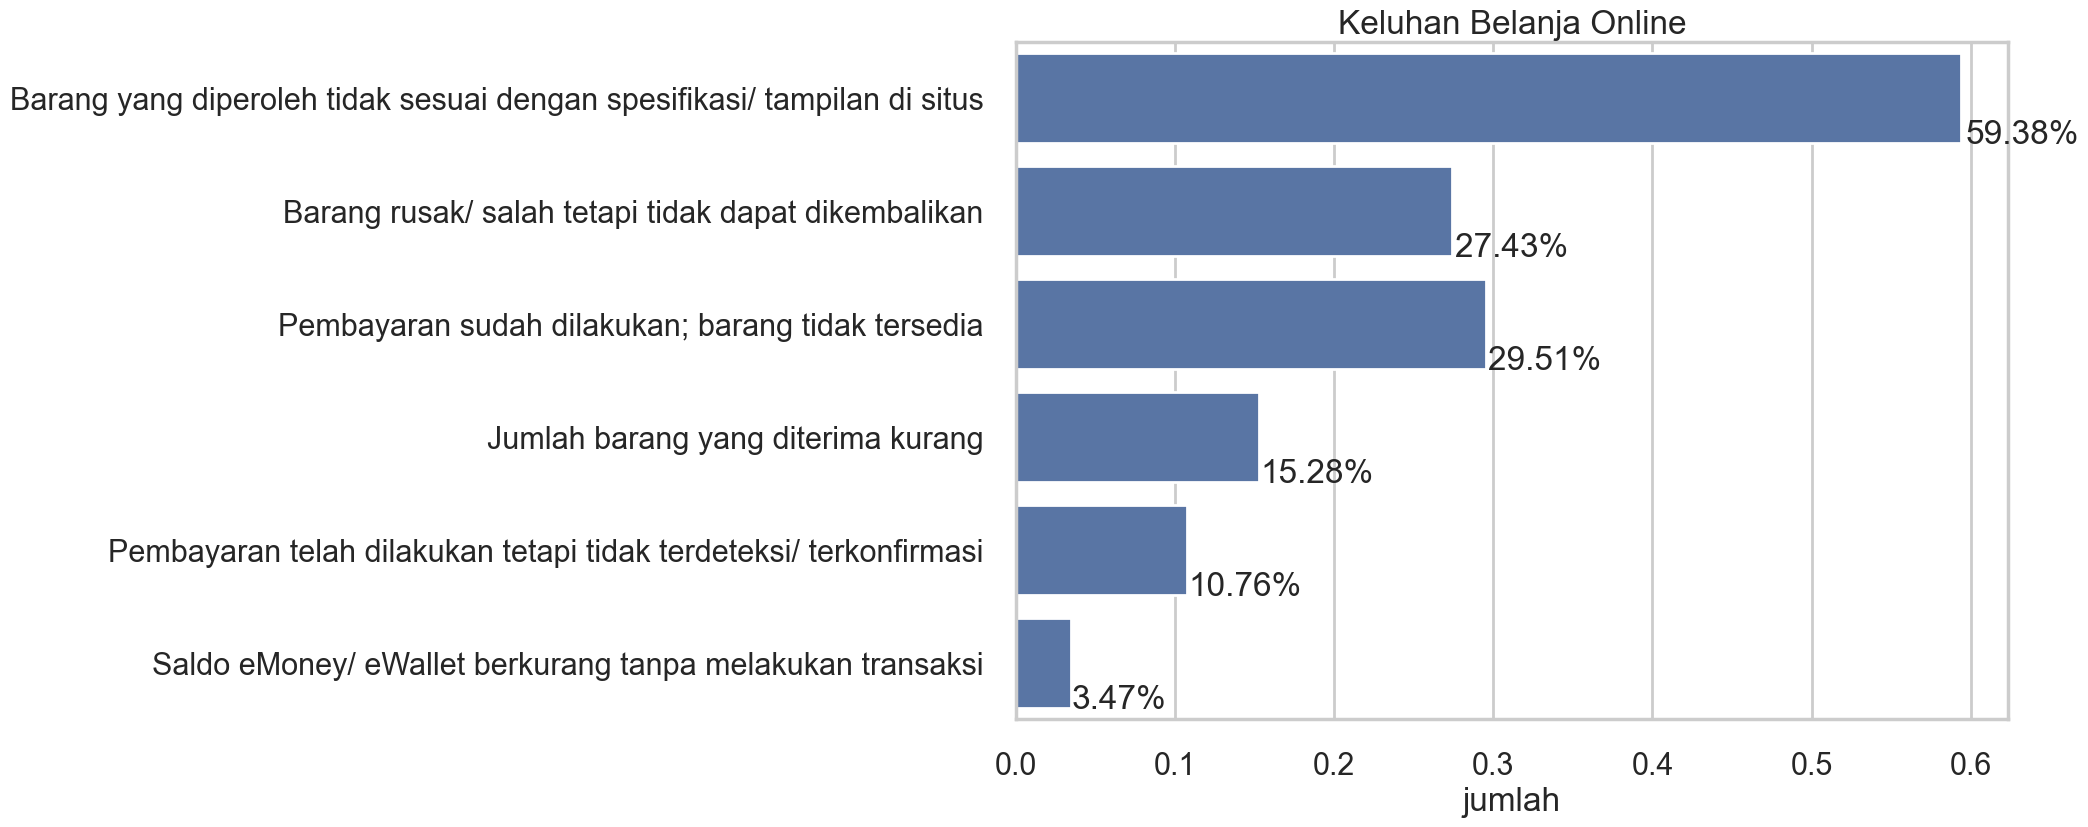 Keluhan Belanja Online
Barang yang diperoleh tidak sesuai dengan spesifikasi/ tampilan di situs
59.38%
Barang rusak/ salah tetapi tidak dapat dikembalikan
27.43%
Pembayaran sudah dilakukan; barang tidak tersedia
29.51%
Jumlah barang yang diterima kurang
15.28%
Pembayaran telah dilakukan tetapi tidak terdeteksi/ terkonfirmasi
10.76%
Saldo eMoney/ eWallet berkurang tanpa melakukan transaksi
3.47%
0.0 0.1 0.2 0.3 0.4 0.5 0.6
jumlah